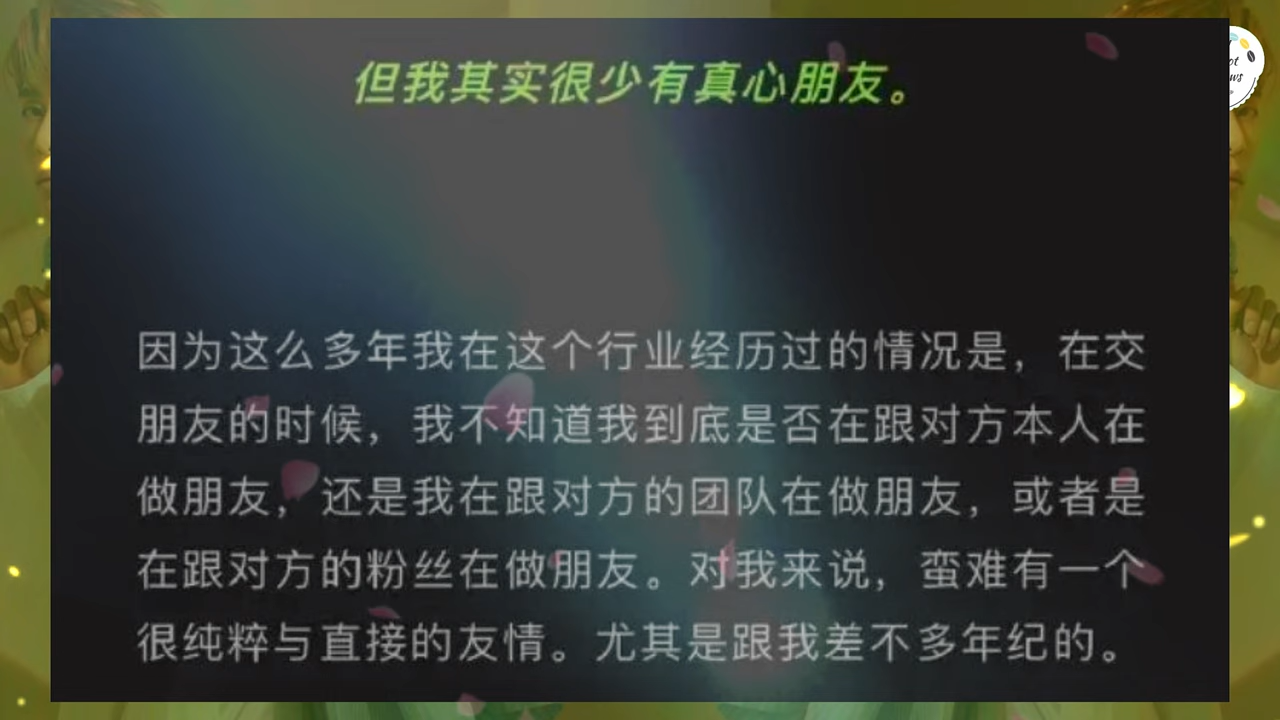 但我其实很少有真心朋友。
因为这么多年我在这个行业经历过的情况是，在交
朋友的时候，我不知道我到底是否在跟对方本人在
做朋友，还是我在跟对方的团队在做朋友，或者是
在跟对方的粉丝在做朋友。对我来说，蛮难有一个
很纯粹与直接的友情。尤其是跟我差不多年纪的。